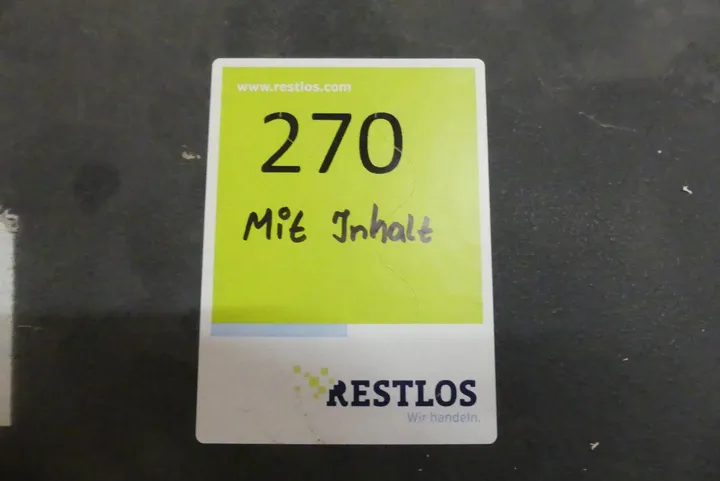 www.restlos.com
270
Mit Inhalt
RESTLOS
Wir handeln.